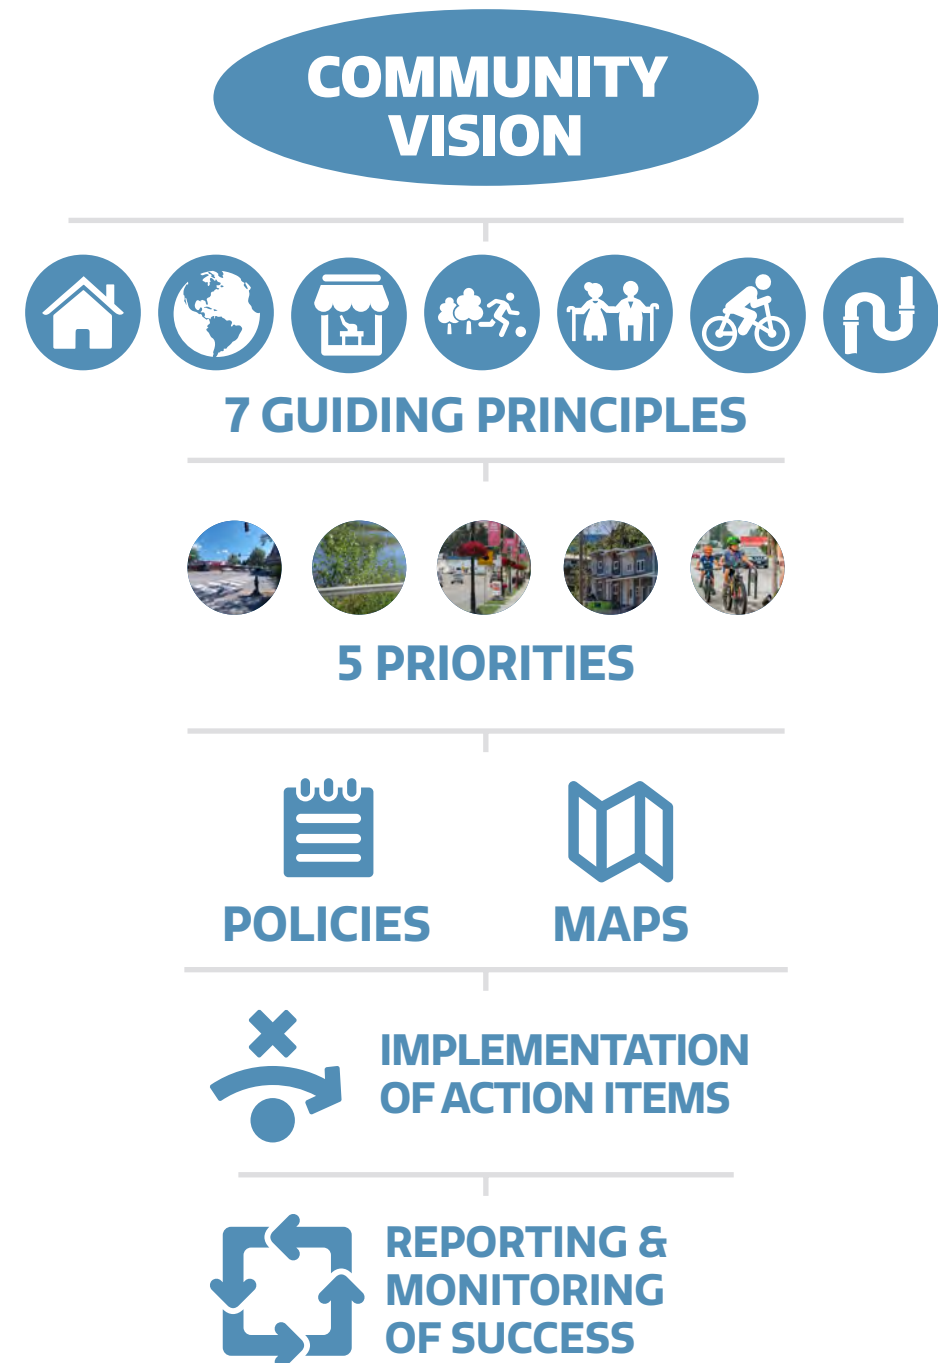 COMMUNITY
VISION
7 GUIDING PRINCIPLES
5 PRIORITIES
POLICIES
MAPS
IMPLEMENTATION
OF ACTION ITEMS
REPORTING &
MONITORING
OF SUCCESS